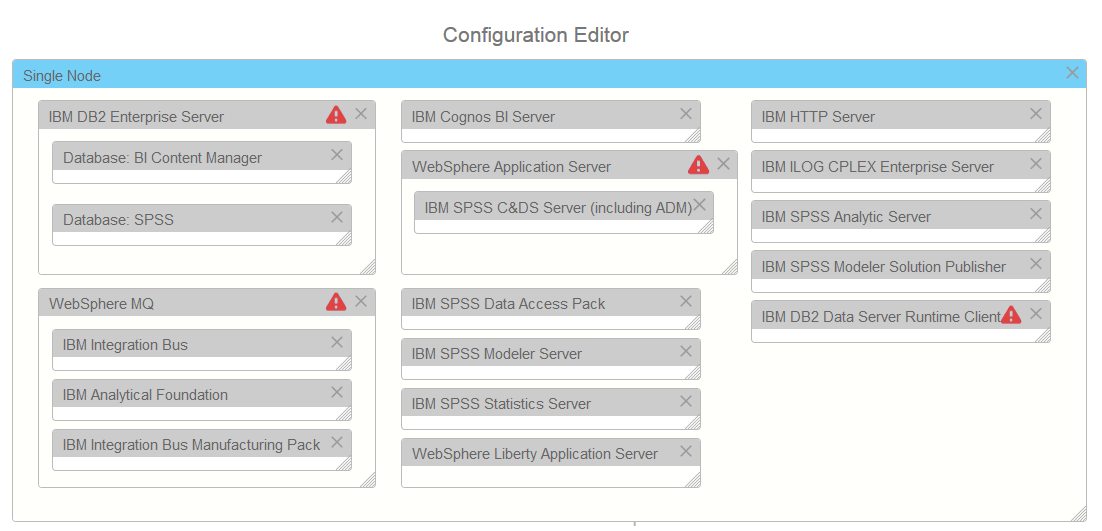 Configuration Editor
Single Node
IBM DB2 Enterprise Server
Database: BI Content Manager
Database: SPSS
WebSphere MQ
IBM Integration Bus
IBM Analytical Foundation
IBM Integration Bus Manufacturing Pack
IBM Cognos BI Server
WebSphere Application Server
IBM SPSS C&DS Server (including ADM)
IBM SPSS Data Access Pack
IBM SPSS Modeler Server
IBM SPSS Statistics Server
WebSphere Liberty Application Server
IBM HTTP Server
IBM ILOG CPLEX Enterprise Server
IBM SPSS Analytic Server
IBM SPSS Modeler Solution Publisher
IBM DB2 Data Server Runtime Client